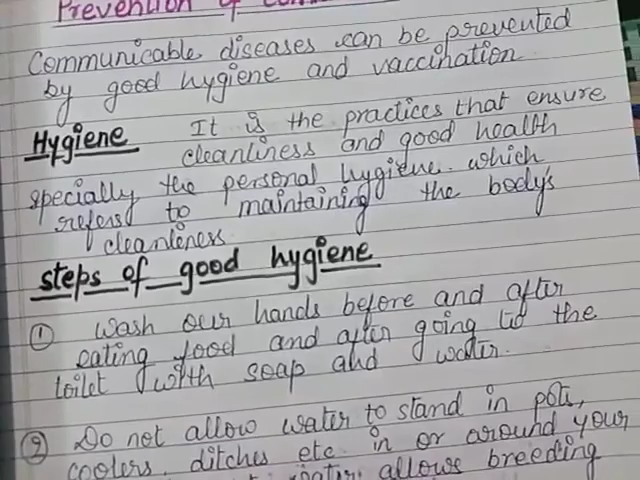 Prevention of
Communicable diseases can be prevented
by good hygiene and vaccination
Hygiene It is the practices that ensure
cleanliness and good health
specially the personal hygiene. which
refers to maintaining the body's
cleanliness
steps of good hygiene
① Wash our hands before and after
eating food and after going to the
toilet with soap and water.
② Do not allow water to stand in pots,
coolers, ditches etc in or around your
water allows breeding